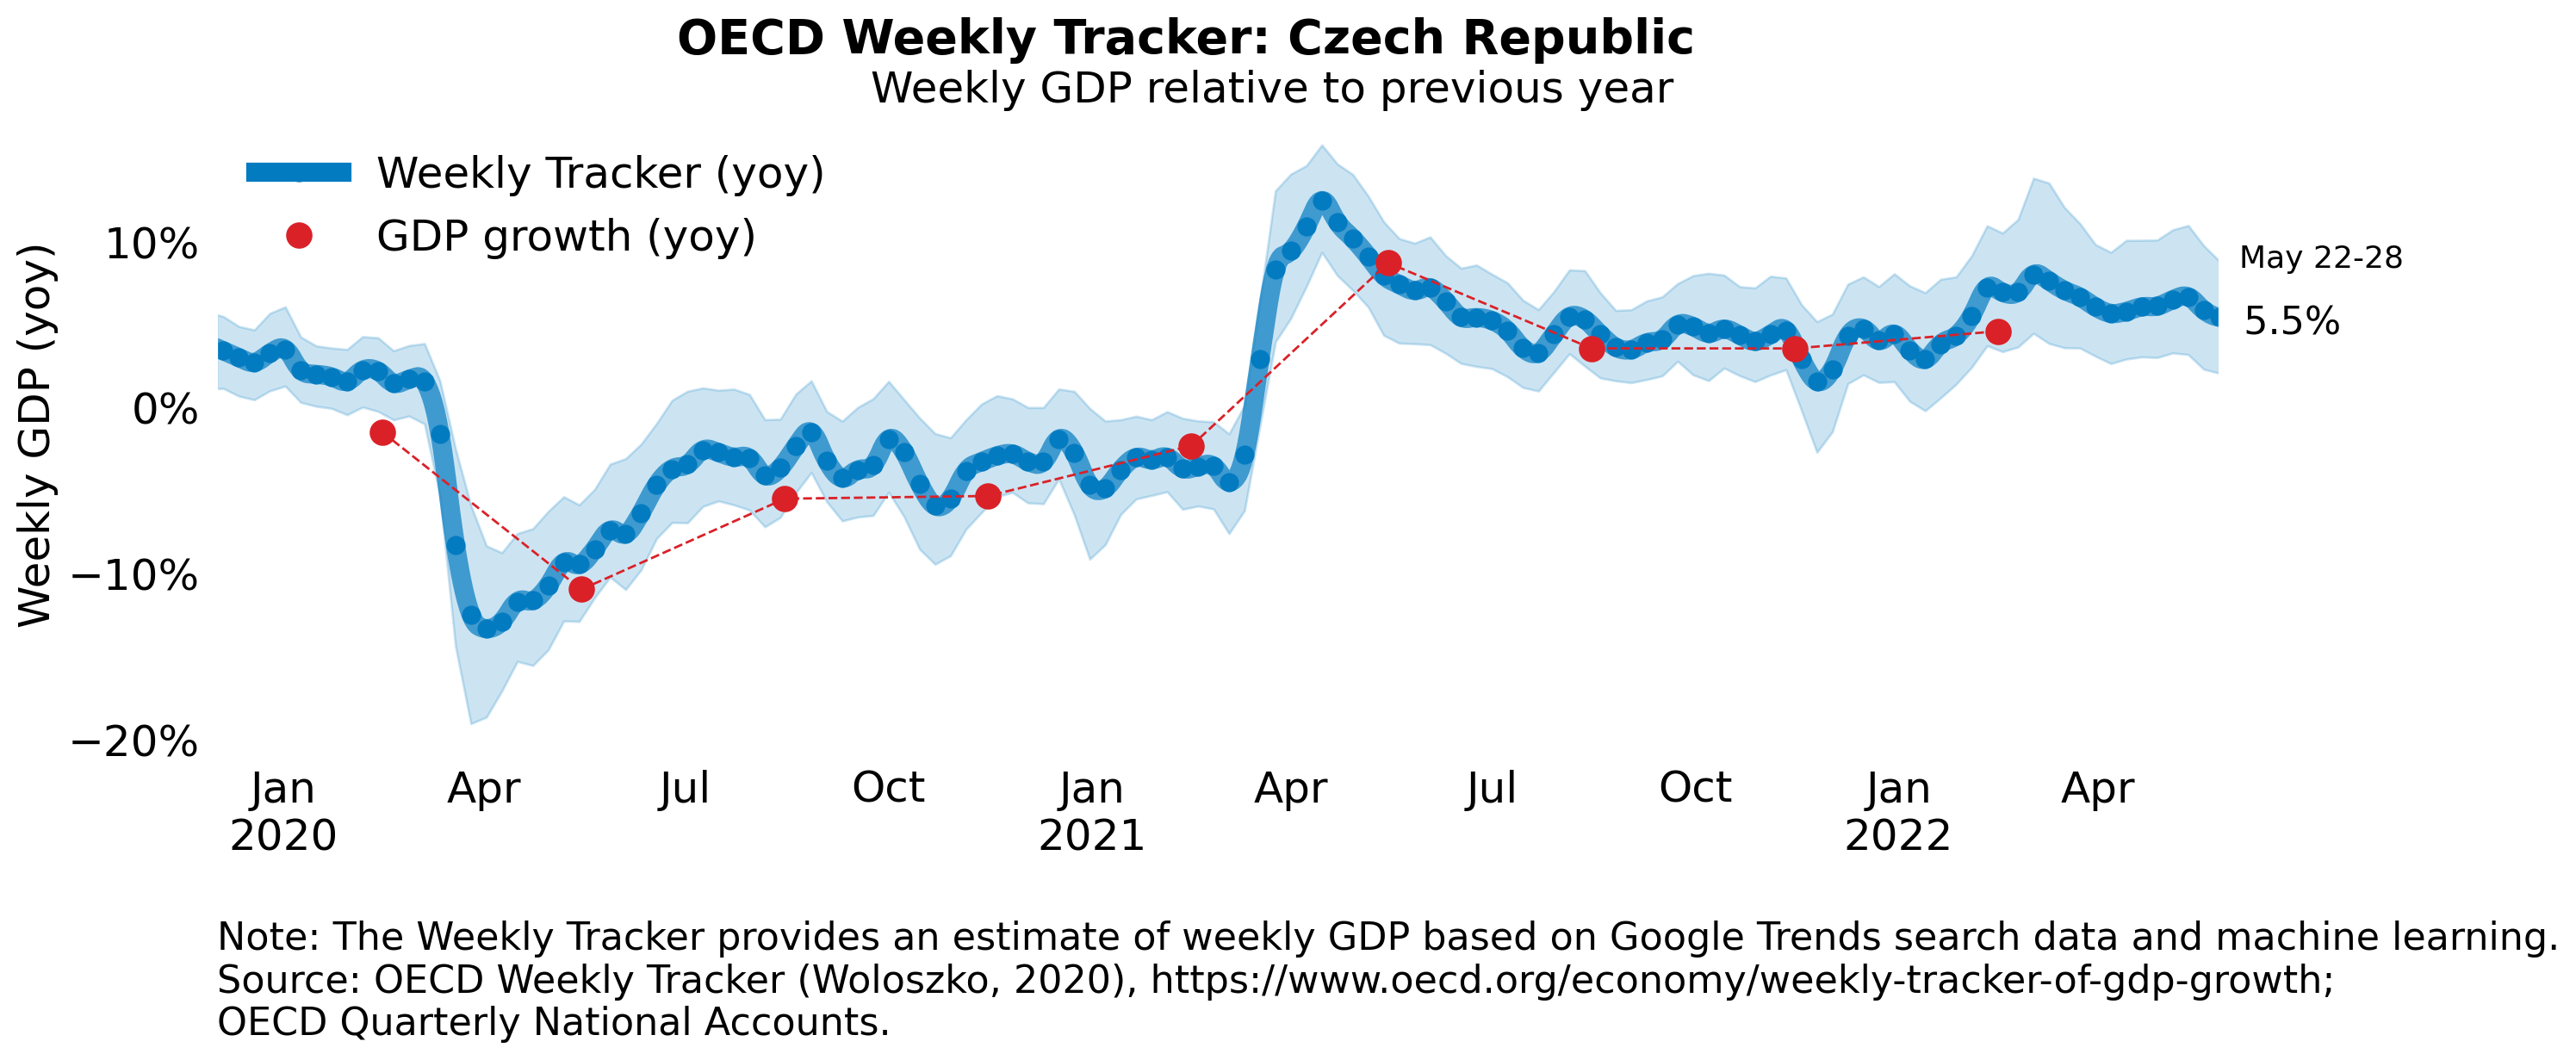 OECD Weekly Tracker: Czech Republic
Weekly GDP relative to previous year
Weekly Tracker (yoy)
GDP growth (yoy)
Weekly GDP (yoy)
10%
0%
−10%
−20%
May 22-28
5.5%
Jan Apr Jul Oct Jan Apr Jul Oct Jan Apr
2020 2021 2022
Note: The Weekly Tracker provides an estimate of weekly GDP based on Google Trends search data and machine learning.
Source: OECD Weekly Tracker (Woloszko, 2020), https://www.oecd.org/economy/weekly-tracker-of-gdp-growth;
OECD Quarterly National Accounts.